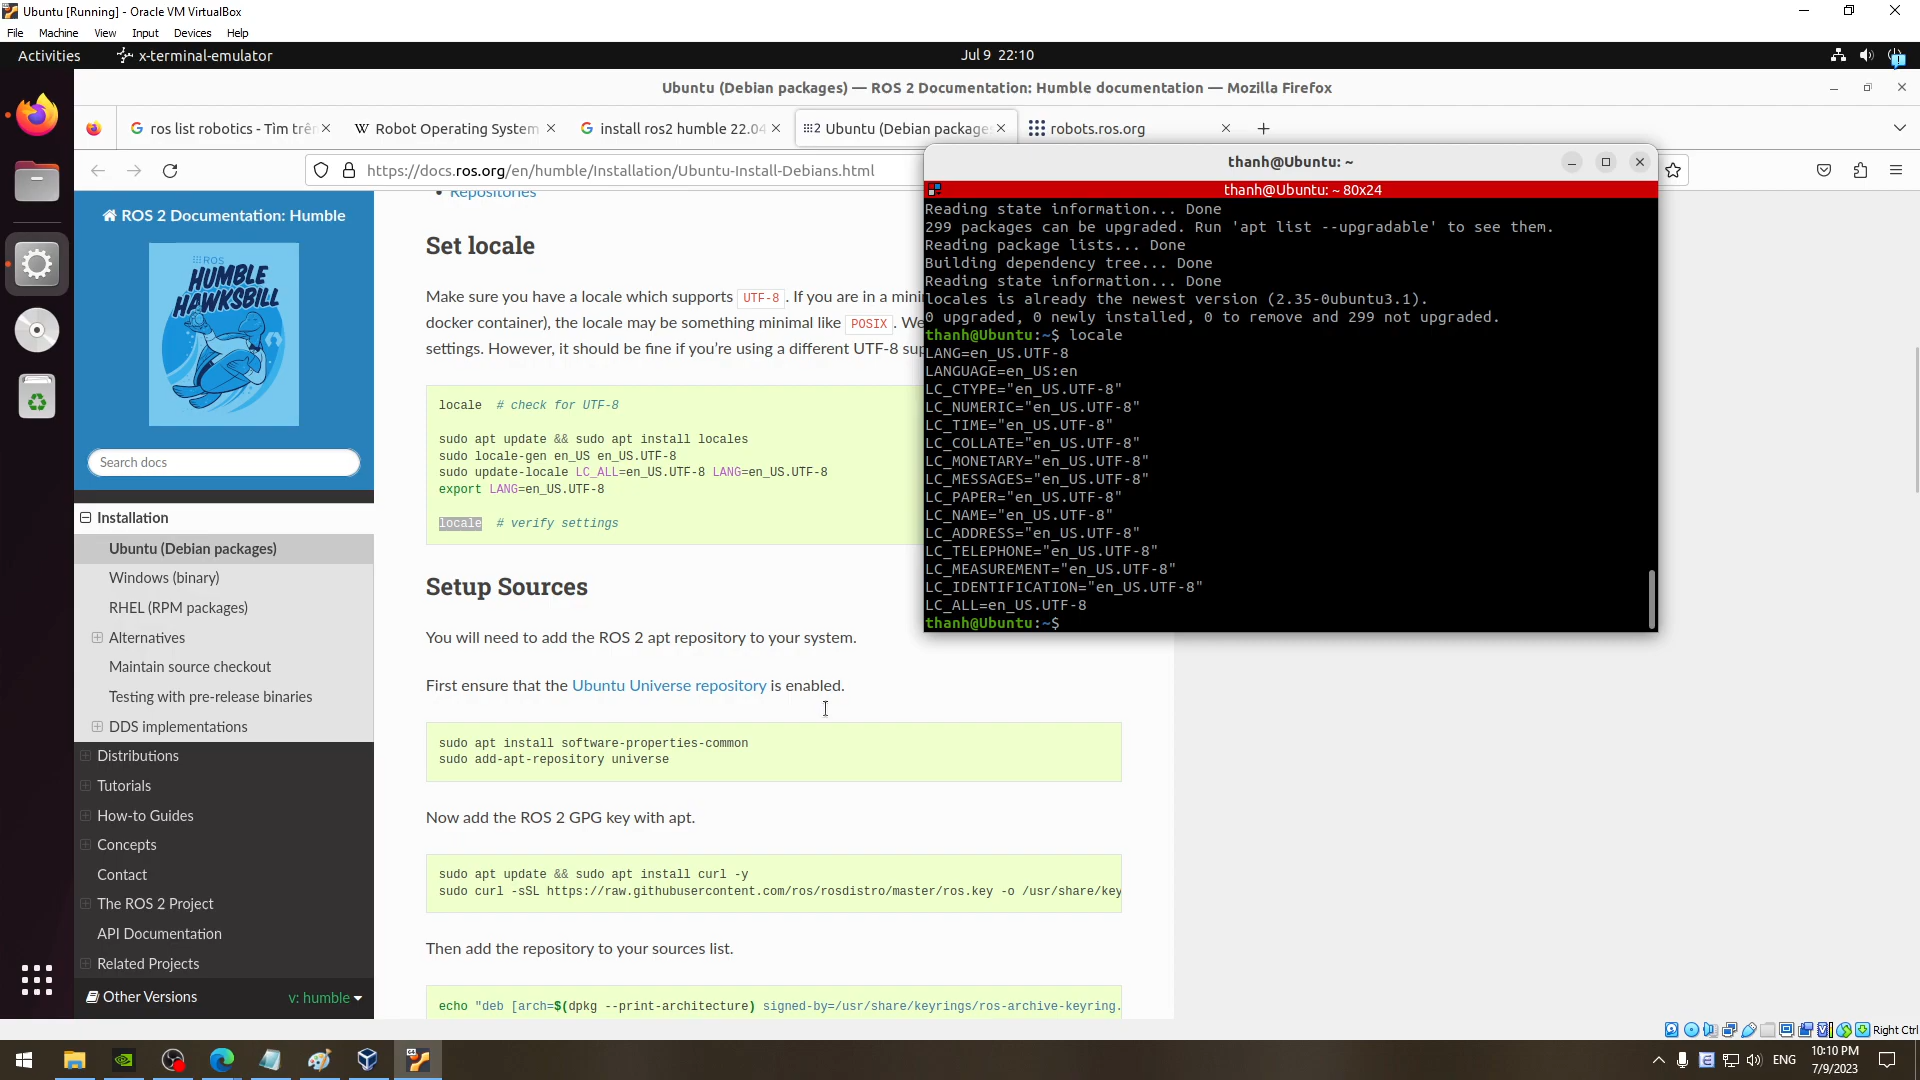 Ubuntu [Running] - Oracle VM VirtualBox
File Machine View Input Devices Help
Activities x-terminal-emulator Jul 9 22:10
Ubuntu (Debian packages) — ROS 2 Documentation: Humble documentation — Mozilla Firefox
ros list robotics - Tìm trên
Robot Operating System
install ros2 humble 22.04
Ubuntu (Debian package
robots.ros.org
https://docs.ros.org/en/humble/Installation/Ubuntu-Install-Debians.html
ROS 2 Documentation: Humble
ROS
HUMBLE
HAWKSBILL
Search docs
Installation
Ubuntu (Debian packages)
Windows (binary)
RHEL (RPM packages)
Alternatives
Maintain source checkout
Testing with pre-release binaries
DDS implementations
Distributions
Tutorials
How-to Guides
Concepts
Contact
The ROS 2 Project
API Documentation
Related Projects
Other Versions v: humble
Repositories
Set locale
Make sure you have a locale which supports UTF-8. If you are in a mini
docker container), the locale may be something minimal like POSIX. We
settings. However, it should be fine if you’re using a different UTF-8 sup
locale # check for UTF-8
sudo apt update && sudo apt install locales
sudo locale-gen en_US en_US.UTF-8
sudo update-locale LC_ALL=en_US.UTF-8 LANG=en_US.UTF-8
export LANG=en_US.UTF-8
locale # verify settings
Setup Sources
You will need to add the ROS 2 apt repository to your system.
First ensure that the Ubuntu Universe repository is enabled.
sudo apt install software-properties-common
sudo add-apt-repository universe
Now add the ROS 2 GPG key with apt.
sudo apt update && sudo apt install curl -y
sudo curl -sSL https://raw.githubusercontent.com/ros/rosdistro/master/ros.key -o /usr/share/key
Then add the repository to your sources list.
echo "deb [arch=$(dpkg --print-architecture) signed-by=/usr/share/keyrings/ros-archive-keyring.
thanh@Ubuntu: ~
thanh@Ubuntu: ~ 80x24
Reading state information... Done
299 packages can be upgraded. Run 'apt list --upgradable' to see them.
Reading package lists... Done
Building dependency tree... Done
Reading state information... Done
locales is already the newest version (2.35-0ubuntu3.1).
0 upgraded, 0 newly installed, 0 to remove and 299 not upgraded.
thanh@Ubuntu:~$ locale
LANG=en_US.UTF-8
LANGUAGE=en_US:en
LC_CTYPE="en_US.UTF-8"
LC_NUMERIC="en_US.UTF-8"
LC_TIME="en_US.UTF-8"
LC_COLLATE="en_US.UTF-8"
LC_MONETARY="en_US.UTF-8"
LC_MESSAGES="en_US.UTF-8"
LC_PAPER="en_US.UTF-8"
LC_NAME="en_US.UTF-8"
LC_ADDRESS="en_US.UTF-8"
LC_TELEPHONE="en_US.UTF-8"
LC_MEASUREMENT="en_US.UTF-8"
LC_IDENTIFICATION="en_US.UTF-8"
LC_ALL=en_US.UTF-8
thanh@Ubuntu:~$
Right Ctrl
ENG
10:10 PM
7/9/2023